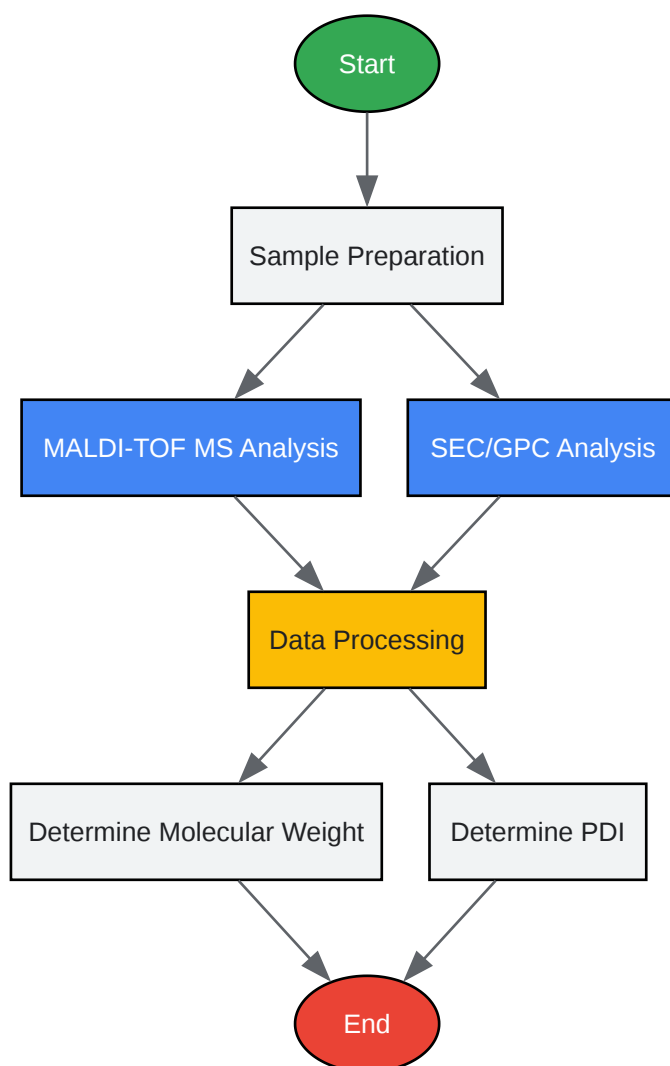 Start
Sample Preparation
MALDI-TOF MS Analysis
SEC/GPC Analysis
Data Processing
Determine Molecular Weight
Determine PDI
End